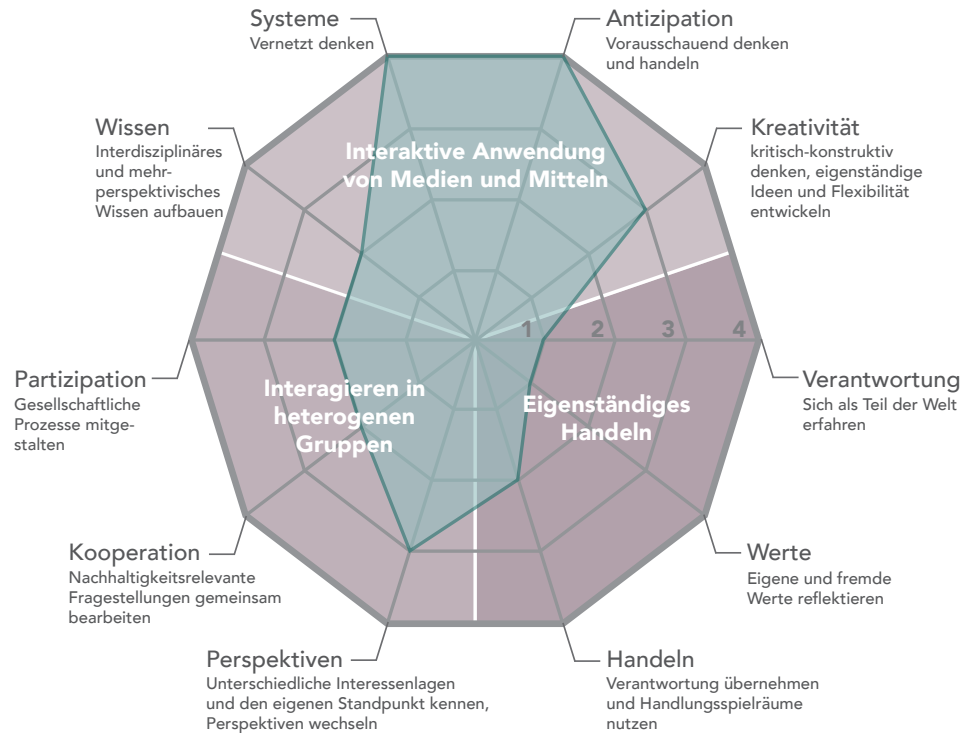 Systeme
Vernetzt denken
Antizipation
Vorausschauend denken
und handeln
Wissen
Interdisziplinäres
und mehr-
perspektivisches
Wissen aufbauen
Kreativität
kritisch-konstruktiv
denken, eigenständige
Ideen und Flexibilität
entwickeln
Interaktive Anwendung
von Medien und Mitteln
1
2
3
4
Partizipation
Gesellschaftliche
Prozesse mitge-
stalten
Interagieren in
heterogenen
Gruppen
Eigenständiges
Handeln
Verantwortung
Sich als Teil der Welt
erfahren
Kooperation
Nachhaltigkeitsrelevante
Fragestellungen gemeinsam
bearbeiten
Werte
Eigene und fremde
Werte reflektieren
Perspektiven
Unterschiedliche Interessenlagen
und den eigenen Standpunkt kennen,
Perspektiven wechseln
Handeln
Verantwortung übernehmen
und Handlungsspielräume
nutzen